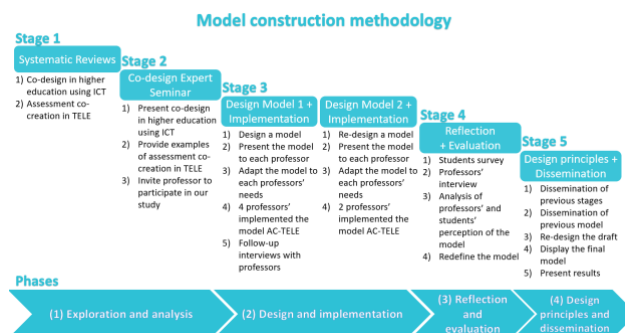 Model construction methodology
Stage 1
Systematic Reviews
1) Co-design in higher
education using ICT
2) Assessment co-
creation in TELE
Stage 2
Co-design Expert
Seminar
1) Present co-design
in higher education
using ICT
2) Provide examples
of assessment co-
creation in TELE
3) Invite professor to
participate in our
study
Stage 3
Design Model 1 +
Implementation
1) Design a model
2) Present the model
to each professor
3) Adapt the model to
each professors'
needs
4) 4 professors'
implemented the
model AC-TELE
5) Follow-up
interviews with
professors
Design Model 2 +
Implementation
1) Re-design a model
2) Present the model
to each professor
3) Adapt the model to
each professors'
needs
4) 2 professors'
implemented the
model AC-TELE
Stage 4
Reflection
+ Evaluation
1) Students survey
2) Professors'
interview
3) Analysis of
professors' and
students'
perception of the
model
4) Redefine the model
Stage 5
Design principles +
Dissemination
1) Dissemination of
previous stages
2) Dissemination of
previous model
3) Re-design the draft
4) Display the final
model
5) Present results
Phases
(1) Exploration and analysis
(2) Design and implementation
(3) Reflection
and
evaluation
(4) Design
principles and
dissemination